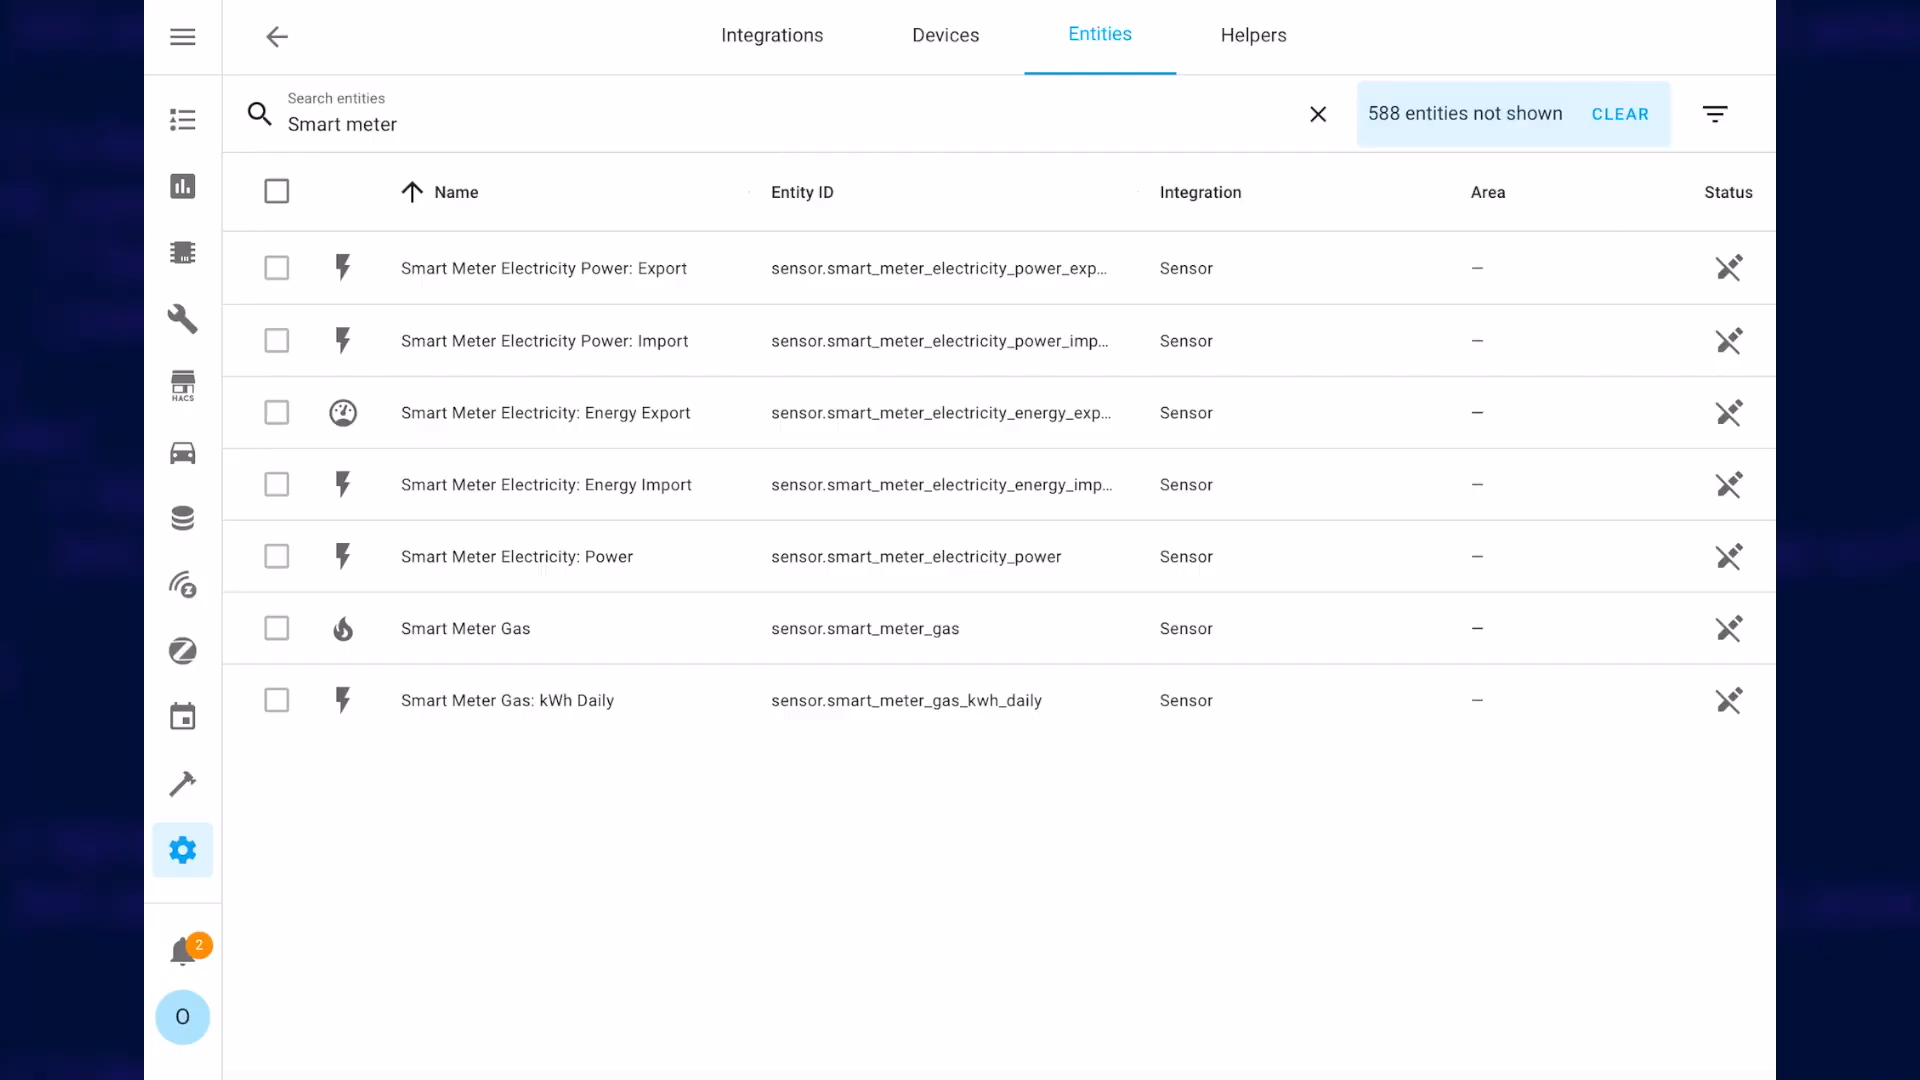 Integrations
Devices
Entities
Helpers
Search entities
Smart meter
588 entities not shown
CLEAR
Name
Entity ID
Integration
Area
Status
Smart Meter Electricity Power: Export
sensor.smart_meter_electricity_power_exp...
Sensor
—
Smart Meter Electricity Power: Import
sensor.smart_meter_electricity_power_imp...
Sensor
—
Smart Meter Electricity: Energy Export
sensor.smart_meter_electricity_energy_exp...
Sensor
—
Smart Meter Electricity: Energy Import
sensor.smart_meter_electricity_energy_imp...
Sensor
—
Smart Meter Electricity: Power
sensor.smart_meter_electricity_power
Sensor
—
Smart Meter Gas
sensor.smart_meter_gas
Sensor
—
Smart Meter Gas: kWh Daily
sensor.smart_meter_gas_kwh_daily
Sensor
—
HACS
2
O